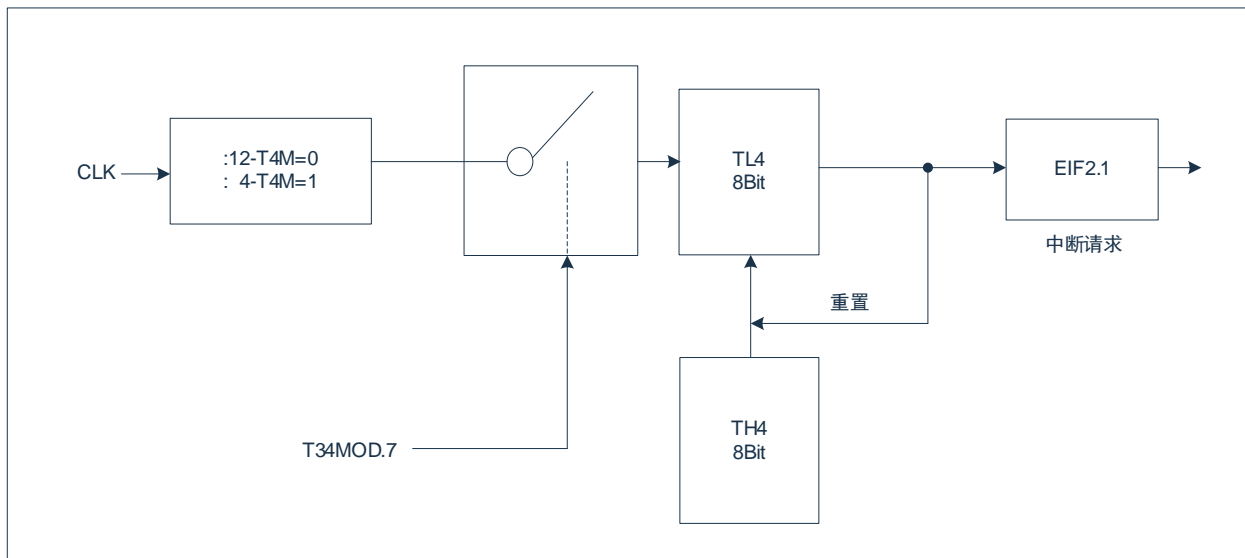 CLK
:12-T4M=0
: 4-T4M=1
TL4
8Bit
EIF2.1
中断请求
重置
TH4
8Bit
T34MOD.7